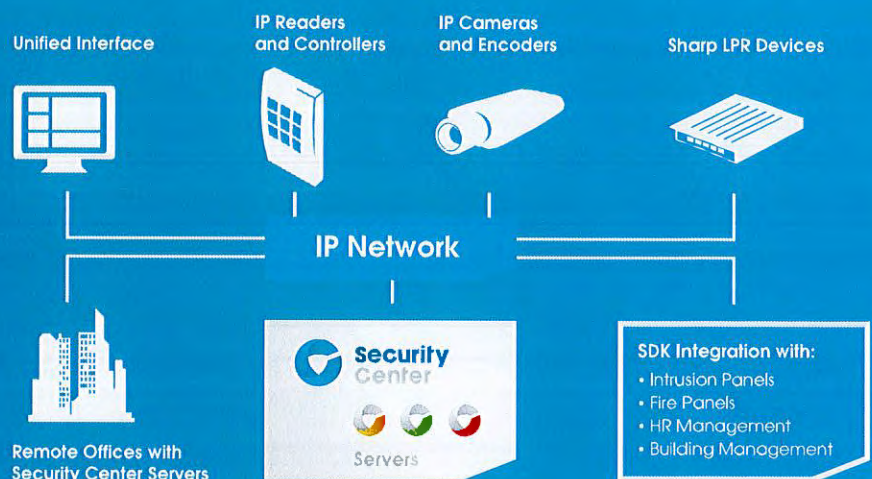 Unified Interface
IP Readers
and Controllers
IP Cameras
and Encoders
Sharp LPR Devices
IP Network
Security
Center
Servers
Remote Offices with
Security Center Servers
SDK Integration with:
• Intrusion Panels
• Fire Panels
• HR Management
• Building Management